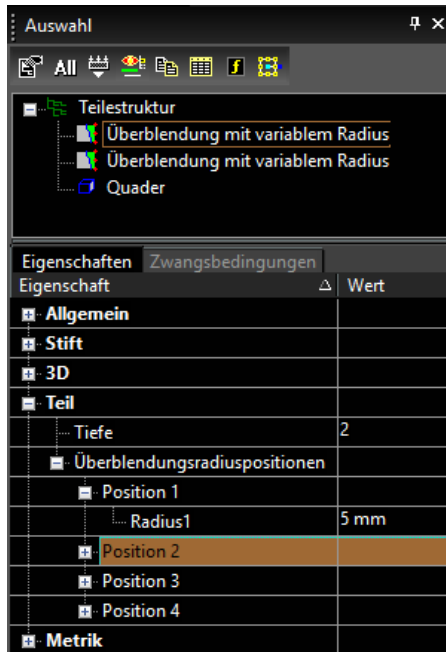 Auswahl
All
Teilestruktur
Überblendung mit variablem Radius
Überblendung mit variablem Radius
Quader
Eigenschaften Zwangsbedingungen
Eigenschaft Wert
Allgemein
Stift
3D
Teil
Tiefe 2
Überblendungsradiuspositionen
Position 1
Radius1 5 mm
Position 2
Position 3
Position 4
Metrik